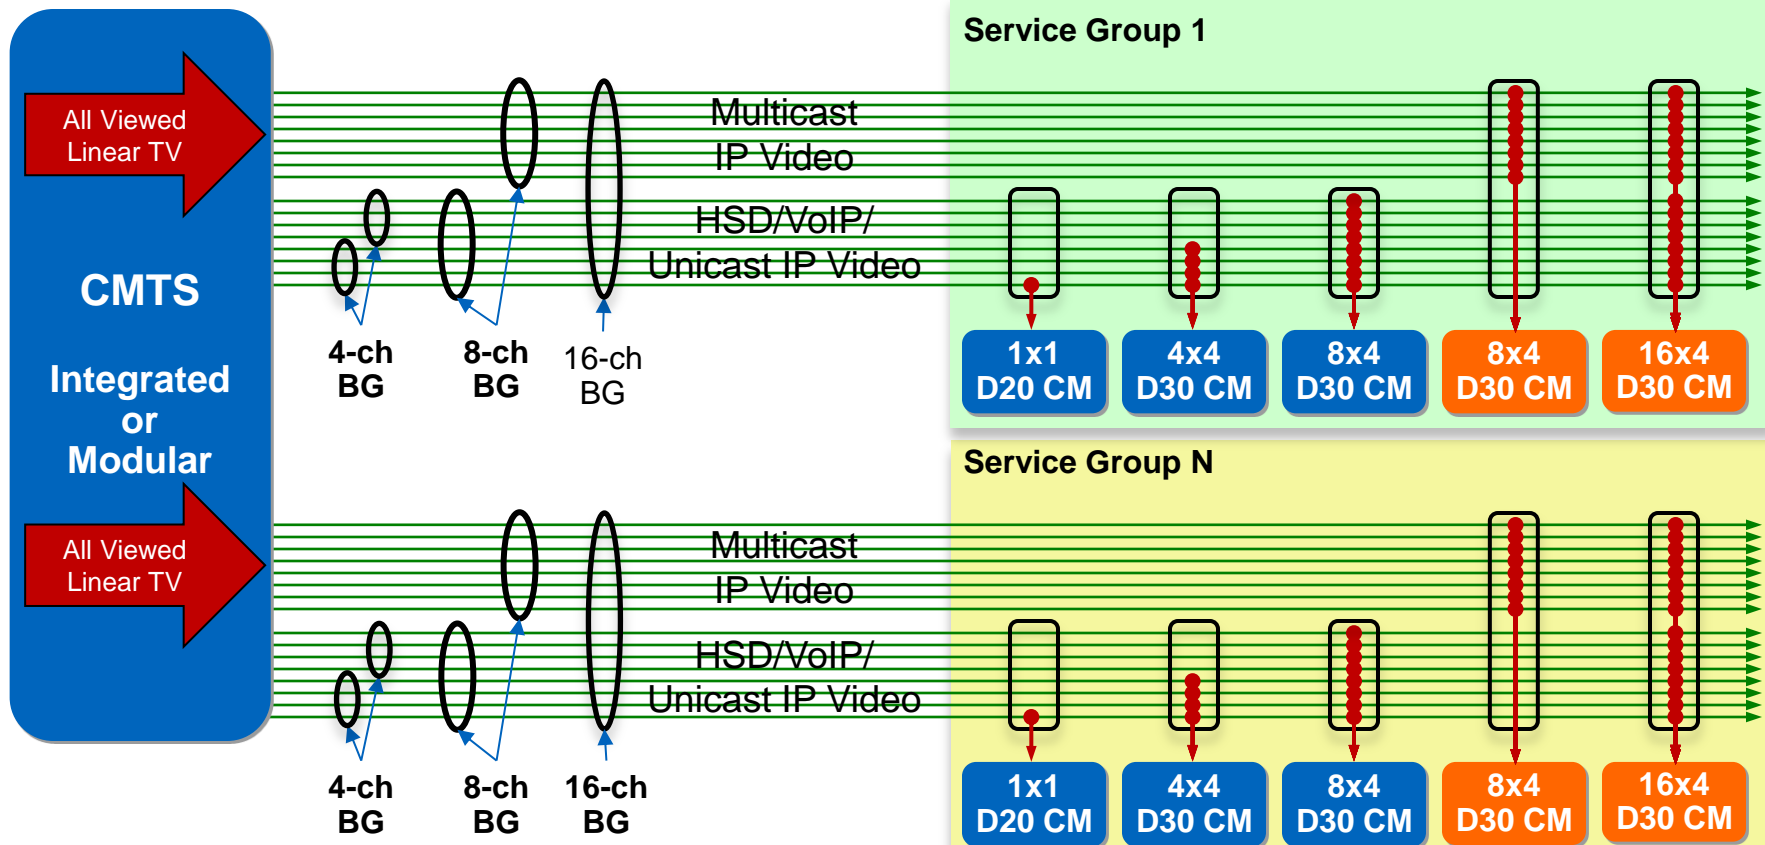 All Viewed
Linear TV
CMTS
Integrated
or
Modular
All Viewed
Linear TV
Multicast
IP Video
HSD/VoIP/
Unicast IP Video
4-ch
BG
8-ch
BG
16-ch
BG
Service Group 1
1x1
D20 CM
4x4
D30 CM
8x4
D30 CM
8x4
D30 CM
16x4
D30 CM
Multicast
IP Video
HSD/VoIP/
Unicast IP Video
4-ch
BG
8-ch
BG
16-ch
BG
Service Group N
1x1
D20 CM
4x4
D30 CM
8x4
D30 CM
8x4
D30 CM
16x4
D30 CM